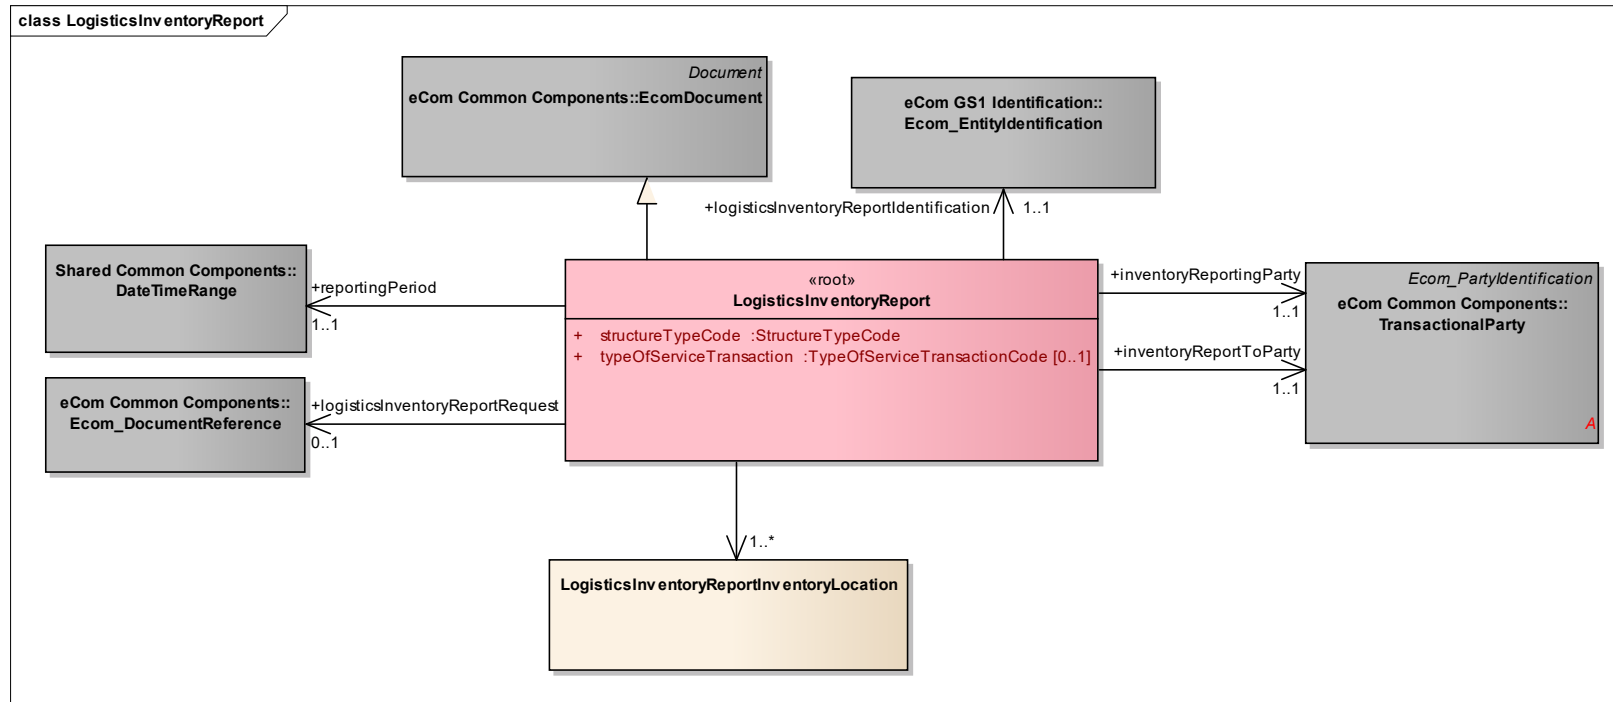 class LogisticsInventoryReport
Document
eCom Common Components::EcomDocument
eCom GS1 Identification::
Ecom_EntityIdentification
+logisticsInventoryReportIdentification
1..1
Shared Common Components::
DateTimeRange
+reportingPeriod
1..1
«root»
LogisticsInventoryReport
+ structureTypeCode :StructureTypeCode
+ typeOfServiceTransaction :TypeOfServiceTransactionCode [0..1]
+inventoryReportingParty
1..1
+inventoryReportToParty
1..1
Ecom_PartyIdentification
eCom Common Components::
TransactionalParty
A
eCom Common Components::
Ecom_DocumentReference
+logisticsInventoryReportRequest
0..1
1..*
LogisticsInventoryReportInventoryLocation